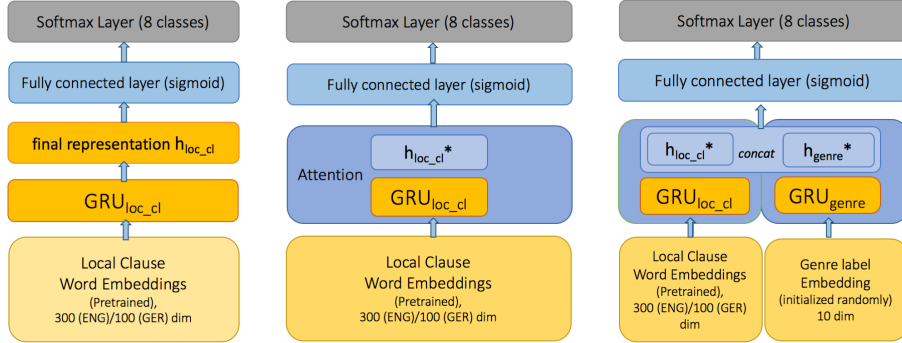 Softmax Layer (8 classes)
Fully connected layer (sigmoid)
final representation h_loc_cl
GRU_loc_cl
Local Clause
Word Embeddings
(Pretrained),
300 (ENG)/100 (GER) dim
Softmax Layer (8 classes)
Fully connected layer (sigmoid)
Attention
h_loc_cl*
GRU_loc_cl
Local Clause
Word Embeddings
(Pretrained),
300 (ENG)/100 (GER) dim
Softmax Layer (8 classes)
Fully connected layer (sigmoid)
h_loc_cl* concat h_genre*
GRU_loc_cl
GRU_genre
Local Clause
Word Embeddings
(Pretrained),
300 (ENG)/100 (GER)
dim
Genre label
Embedding
(initialized randomly)
10 dim